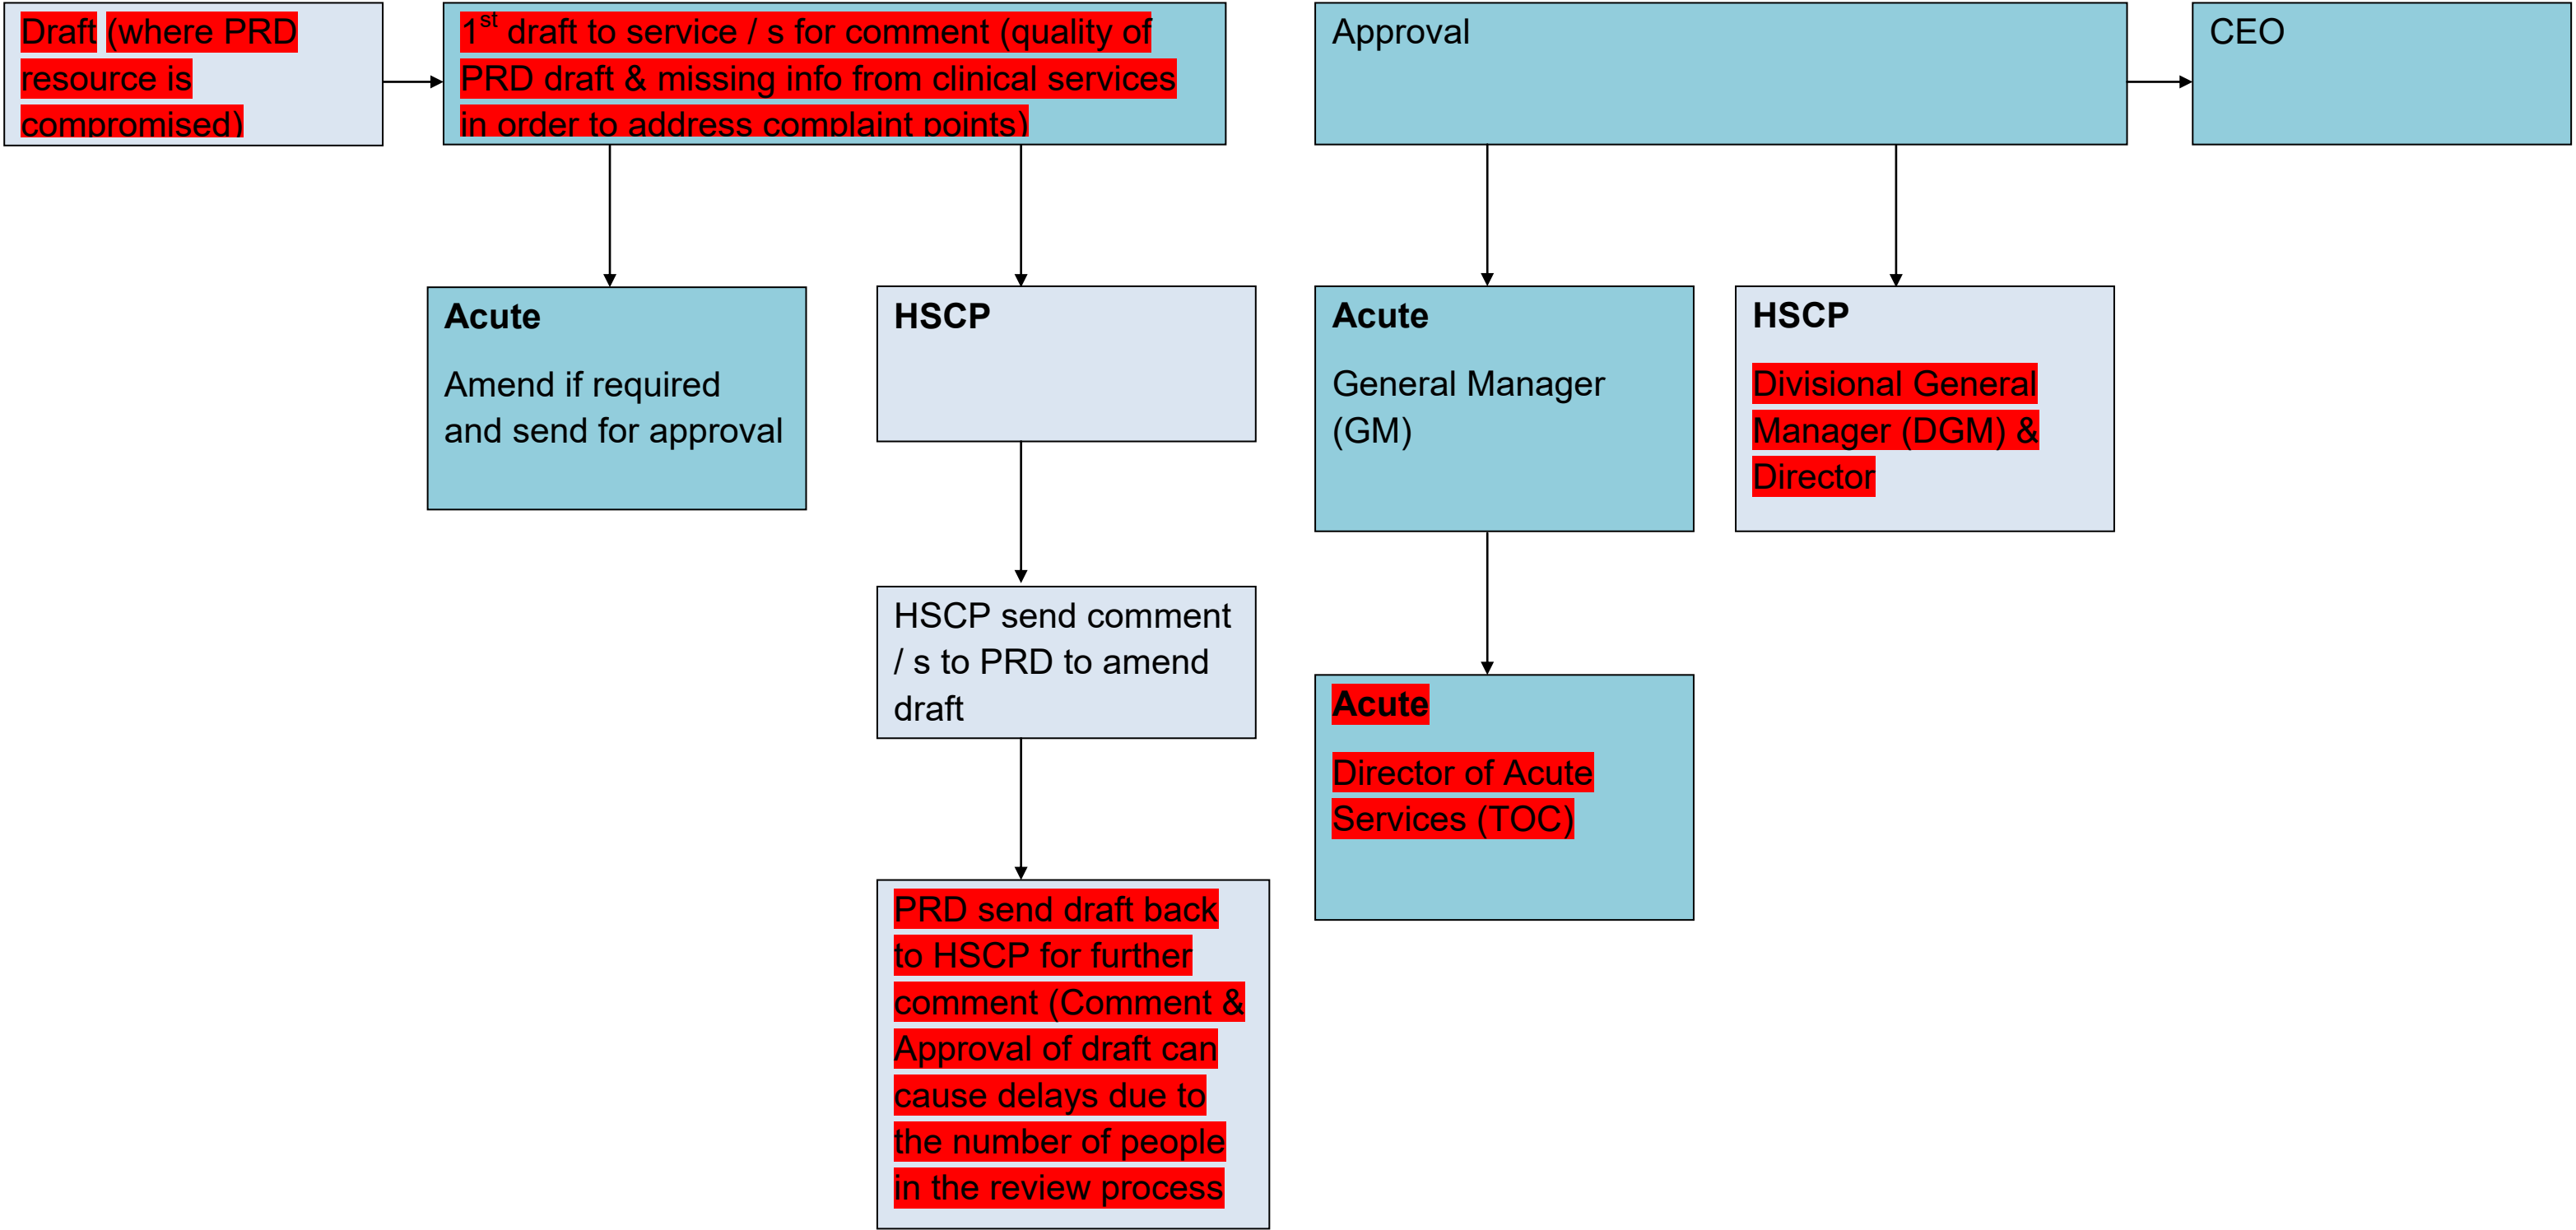 Draft (where PRD
resource is
compromised)
1st draft to service / s for comment (quality of
PRD draft & missing info from clinical services
in order to address complaint points)
Approval
CEO
Acute
Amend if required
and send for approval
HSCP
HSCP send comment
/ s to PRD to amend
draft
PRD send draft back
to HSCP for further
comment (Comment &
Approval of draft can
cause delays due to
the number of people
in the review process
Acute
General Manager
(GM)
HSCP
Divisional General
Manager (DGM) &
Director
Acute
Director of Acute
Services (TOC)